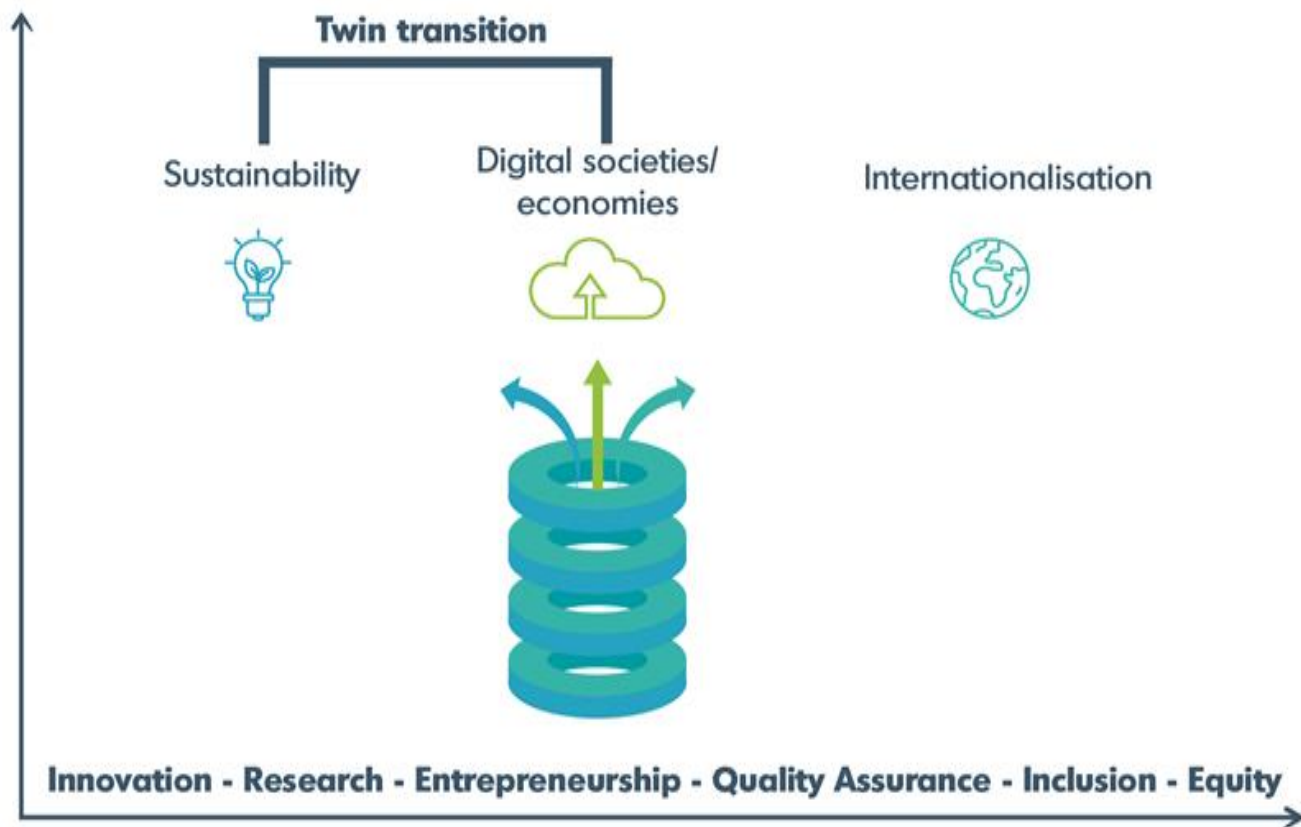 Twin transition
Sustainability
Digital societies/
economies
Internationalisation
Innovation - Research - Entrepreneurship - Quality Assurance - Inclusion - Equity